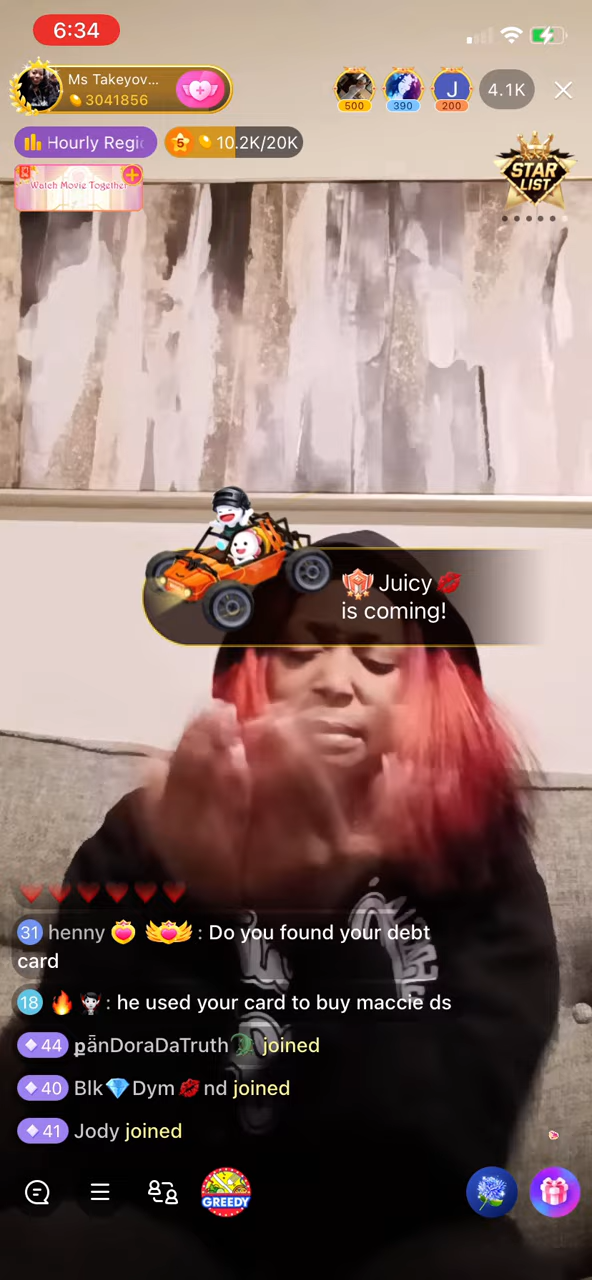 6:34
Ms Takeyov...
3041856
500
390
J
200
4.1K
Hourly Regi
5 10.2K/20K
Watch Movie Together
STAR
LIST
Juicy💋
is coming!
31 henny : Do you found your debt
card
18 🔥 : he used your card to buy maccie ds
44 DoraDaTruth joined
40 Blk💎Dym💋nd joined
41 Jody joined
GREEDY